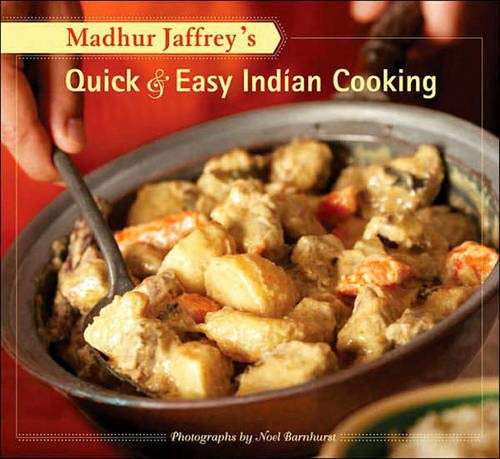 Madhur Jaffrey's
Quick & Easy Indian Cooking
Photographs by Noel Barnhurst